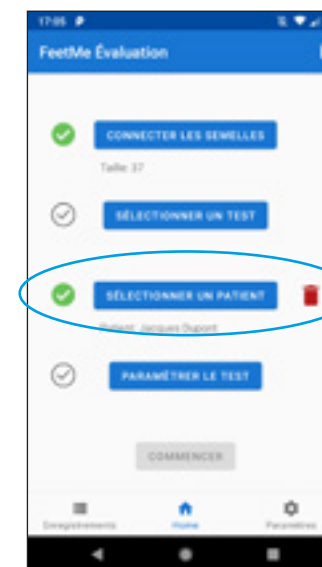 17:05
FeetMe Évaluation
CONNECTER LES SEMELLES
Taille: 37
SÉLECTIONNER UN TEST
SÉLECTIONNER UN PATIENT
Patient: Jacques Dupont
PARAMÉTRER LE TEST
COMMENCER
Enregistrements Home Paramètres